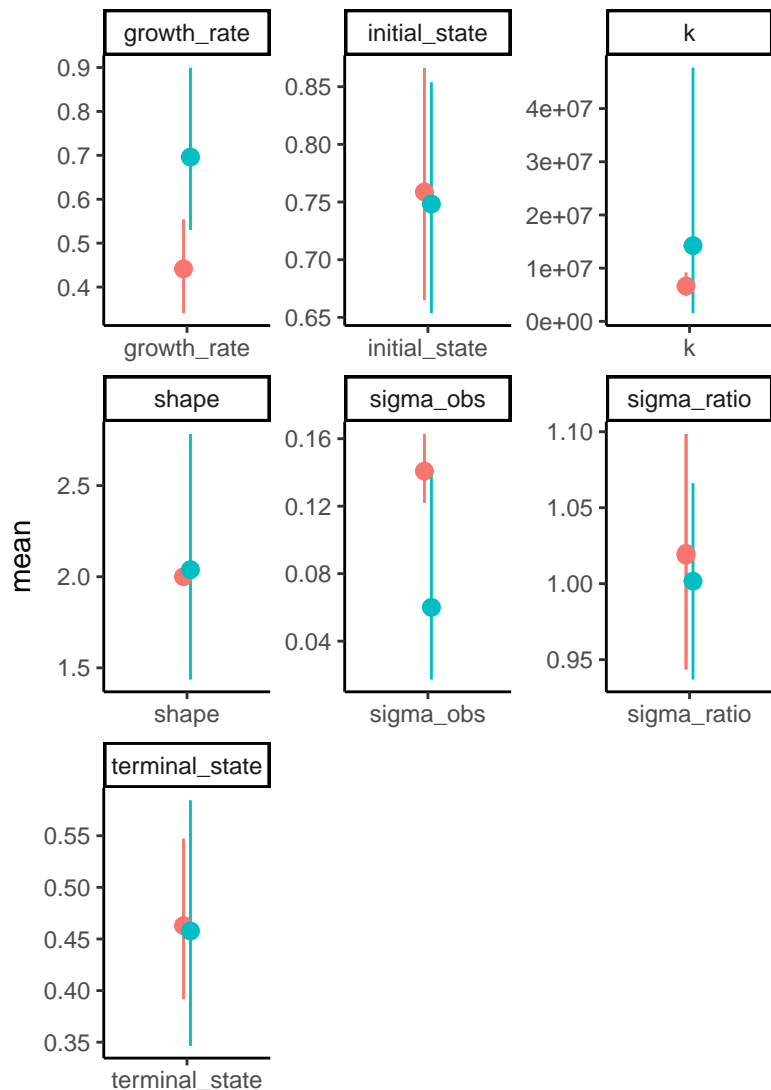 growth_rate initial_state k
0.9
0.8
0.7
0.6
0.5
0.4
0.85
0.80
0.75
0.70
0.65
4e+07
3e+07
2e+07
1e+07
0e+00
growth_rate initial_state k
shape sigma_obs sigma_ratio
mean
2.5
2.0
1.5
0.16
0.12
0.08
0.04
1.10
1.05
1.00
0.95
shape sigma_obs sigma_ratio
terminal_state
0.55
0.50
0.45
0.40
0.35
terminal_state